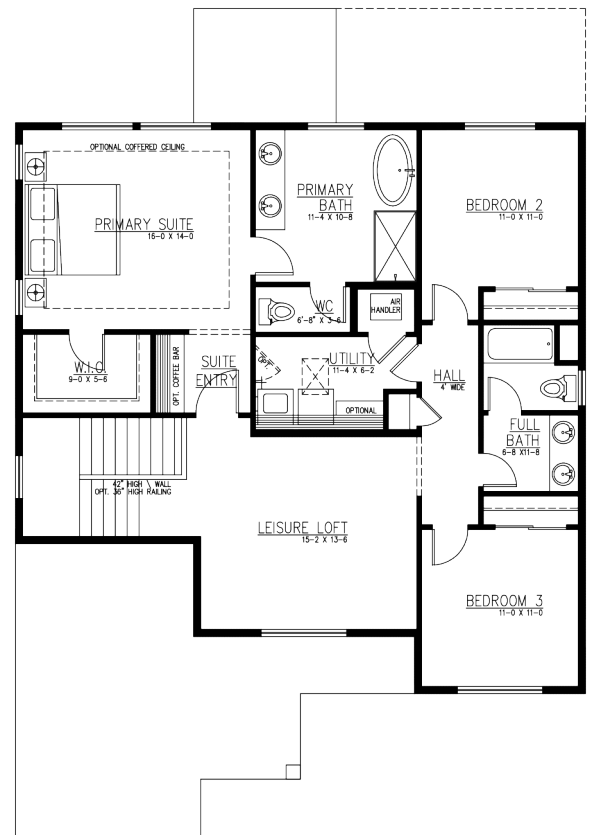 OPTIONAL COFFERED CEILING
PRIMARY SUITE
16-0 X 14-0
PRIMARY
BATH
11-4 X 10-8
BEDROOM 2
11-0 X 11-0
WC
6'-8" X 3-6
AIR
HANDLER
W.I.C.
9-0 X 5-6
OPT. COFFEE BAR
SUITE
ENTRY
OPT.
UTILITY
11-4 X 6-2
OPTIONAL
HALL
4' WIDE
FULL
BATH
6-8 X11-8
42" HIGH \ WALL
OPT. 36" HIGH RAILING
LEISURE LOFT
15-2 X 13-6
BEDROOM 3
11-0 X 11-0